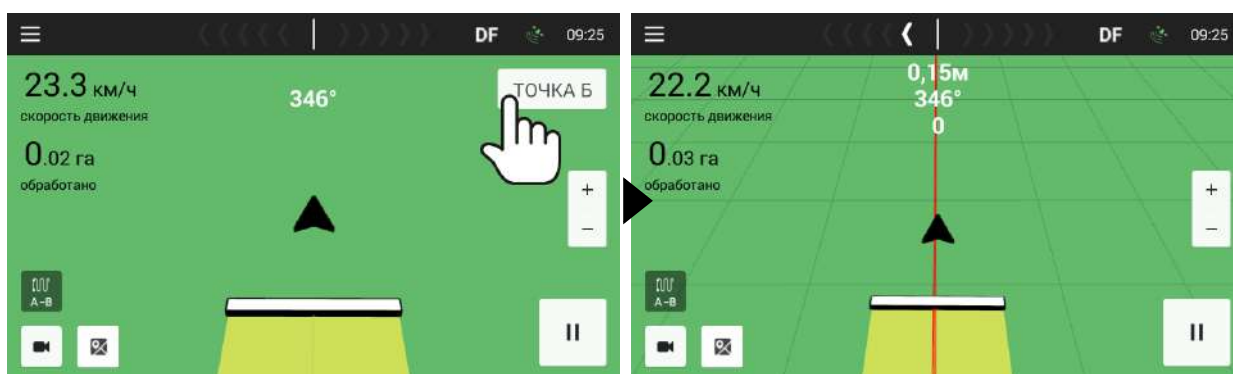 DF 09:25
23.3 км/ч
скорость движения
346°
ТОЧКА Б
0.02 га
обработано
+
−
A-B
DF 09:25
22.2 км/ч
скорость движения
0,15м
346°
0
0.03 га
обработано
+
−
A-B